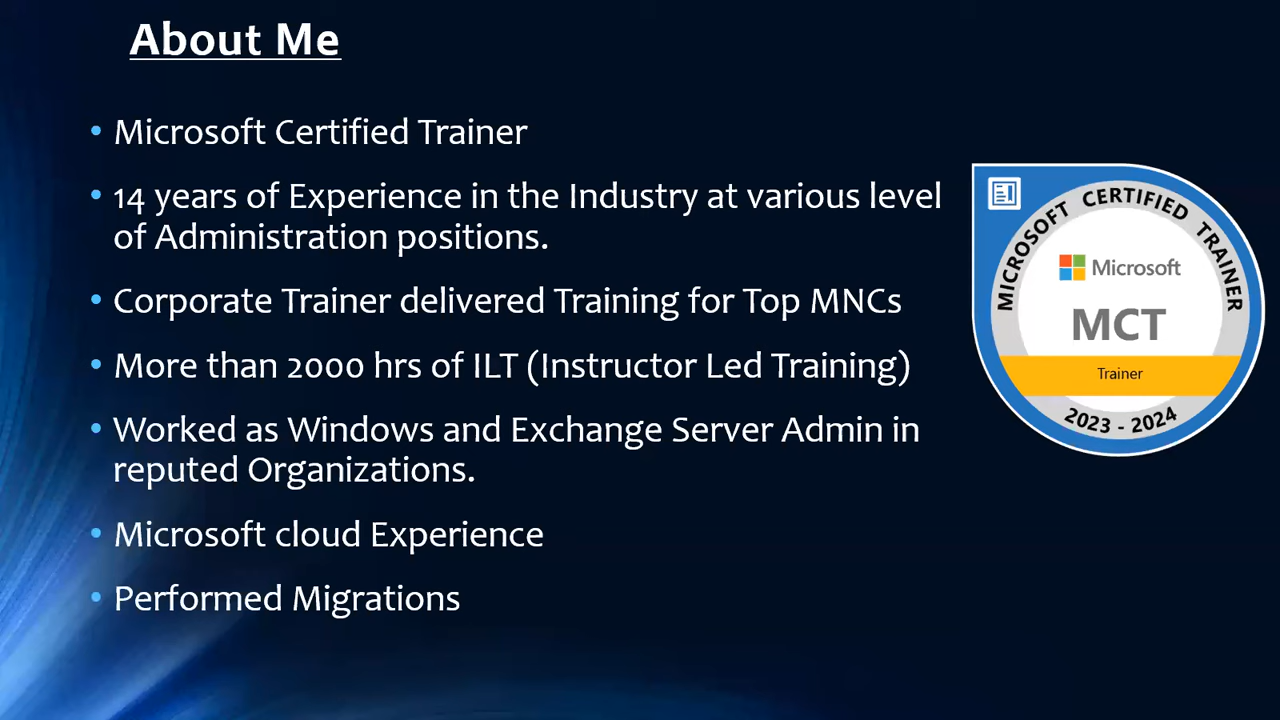 About Me
• Microsoft Certified Trainer
• 14 years of Experience in the Industry at various level
of Administration positions.
• Corporate Trainer delivered Training for Top MNCs
• More than 2000 hrs of ILT (Instructor Led Training)
• Worked as Windows and Exchange Server Admin in
reputed Organizations.
• Microsoft cloud Experience
• Performed Migrations
MICROSOFT CERTIFIED TRAINER
Microsoft
MCT
Trainer
2023 - 2024